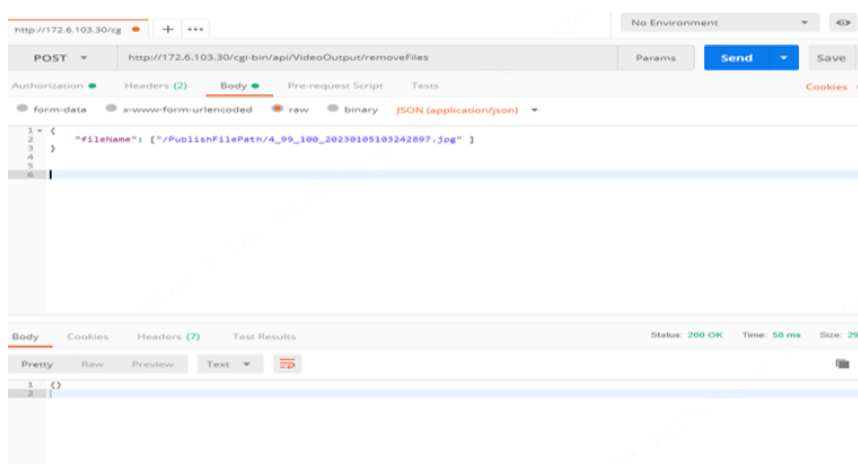 http://172.6.103.30/cg
No Environment
POST
http://172.6.103.30/cgi-bin/api/VideoOutput/removeFiles
Params
Send
Save
Authorization
Headers (2)
Body
Pre-request Script
Tests
Cookies
form-data
x-www-form-urlencoded
raw
binary
JSON (application/json)
1 {
2 "fileName": ["/PublishFilePath/4_99_100_20230105103242897.jpg" ]
3 }
4
5
6
Body
Cookies
Headers (7)
Test Results
Status: 200 OK
Time: 58 ms
Size: 29
Pretty
Raw
Preview
Text
1 {}
2